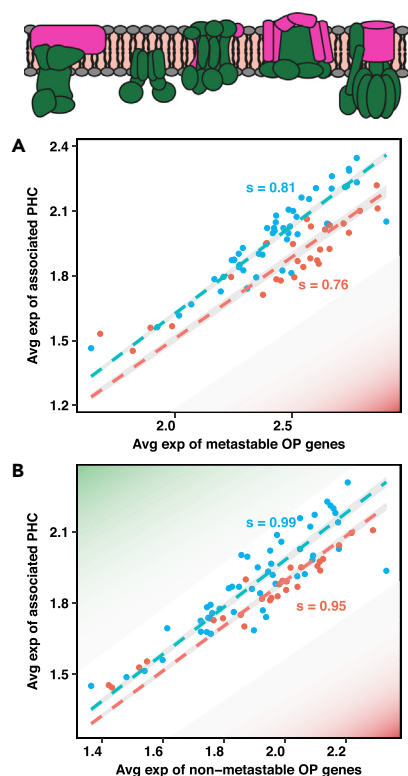 A
Avg exp of associated PHC
2.4
2.1
1.8
1.5
1.2
s = 0.81
s = 0.76
2.0
2.5
Avg exp of metastable OP genes
B
Avg exp of associated PHC
2.1
1.8
1.5
s = 0.99
s = 0.95
1.4
1.6
1.8
2.0
2.2
Avg exp of non−metastable OP genes